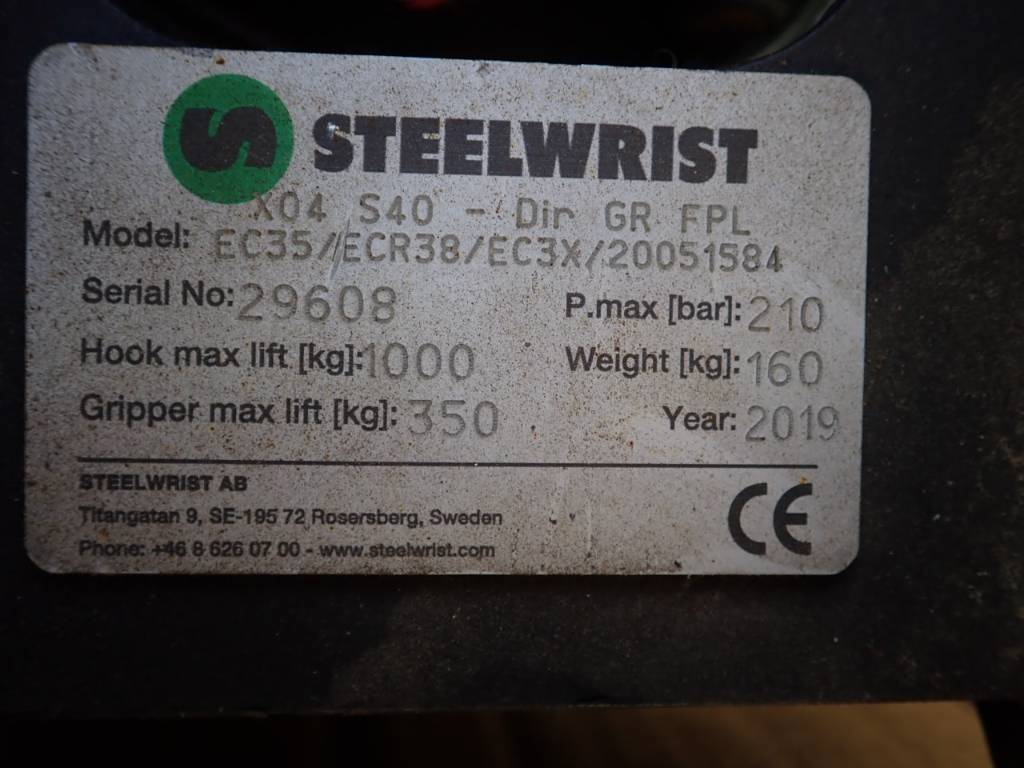 STEELWRIST
X04 S40 - Dir GR FPL
Model: EC35/ECR38/EC3X/20051584
Serial No: 29608 P.max [bar]: 210
Hook max lift [kg]: 1000 Weight [kg]: 160
Gripper max lift [kg]: 350 Year: 2019
STEELWRIST AB
Titangatan 9, SE-195 72 Rosersberg, Sweden
Phone: +46 8 626 07 00 - www.steelwrist.com
CE